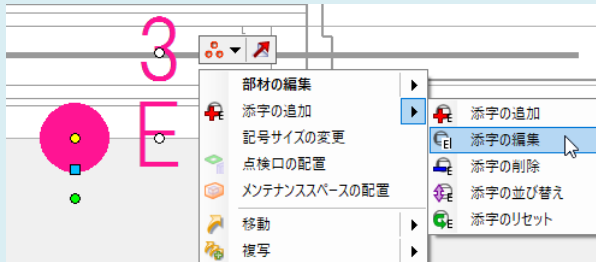 3
E
部材の編集
添字の追加
記号サイズの変更
点検口の配置
メンテナンススペースの配置
移動
複写
添字の追加
添字の編集
添字の削除
添字の並び替え
添字のリセット